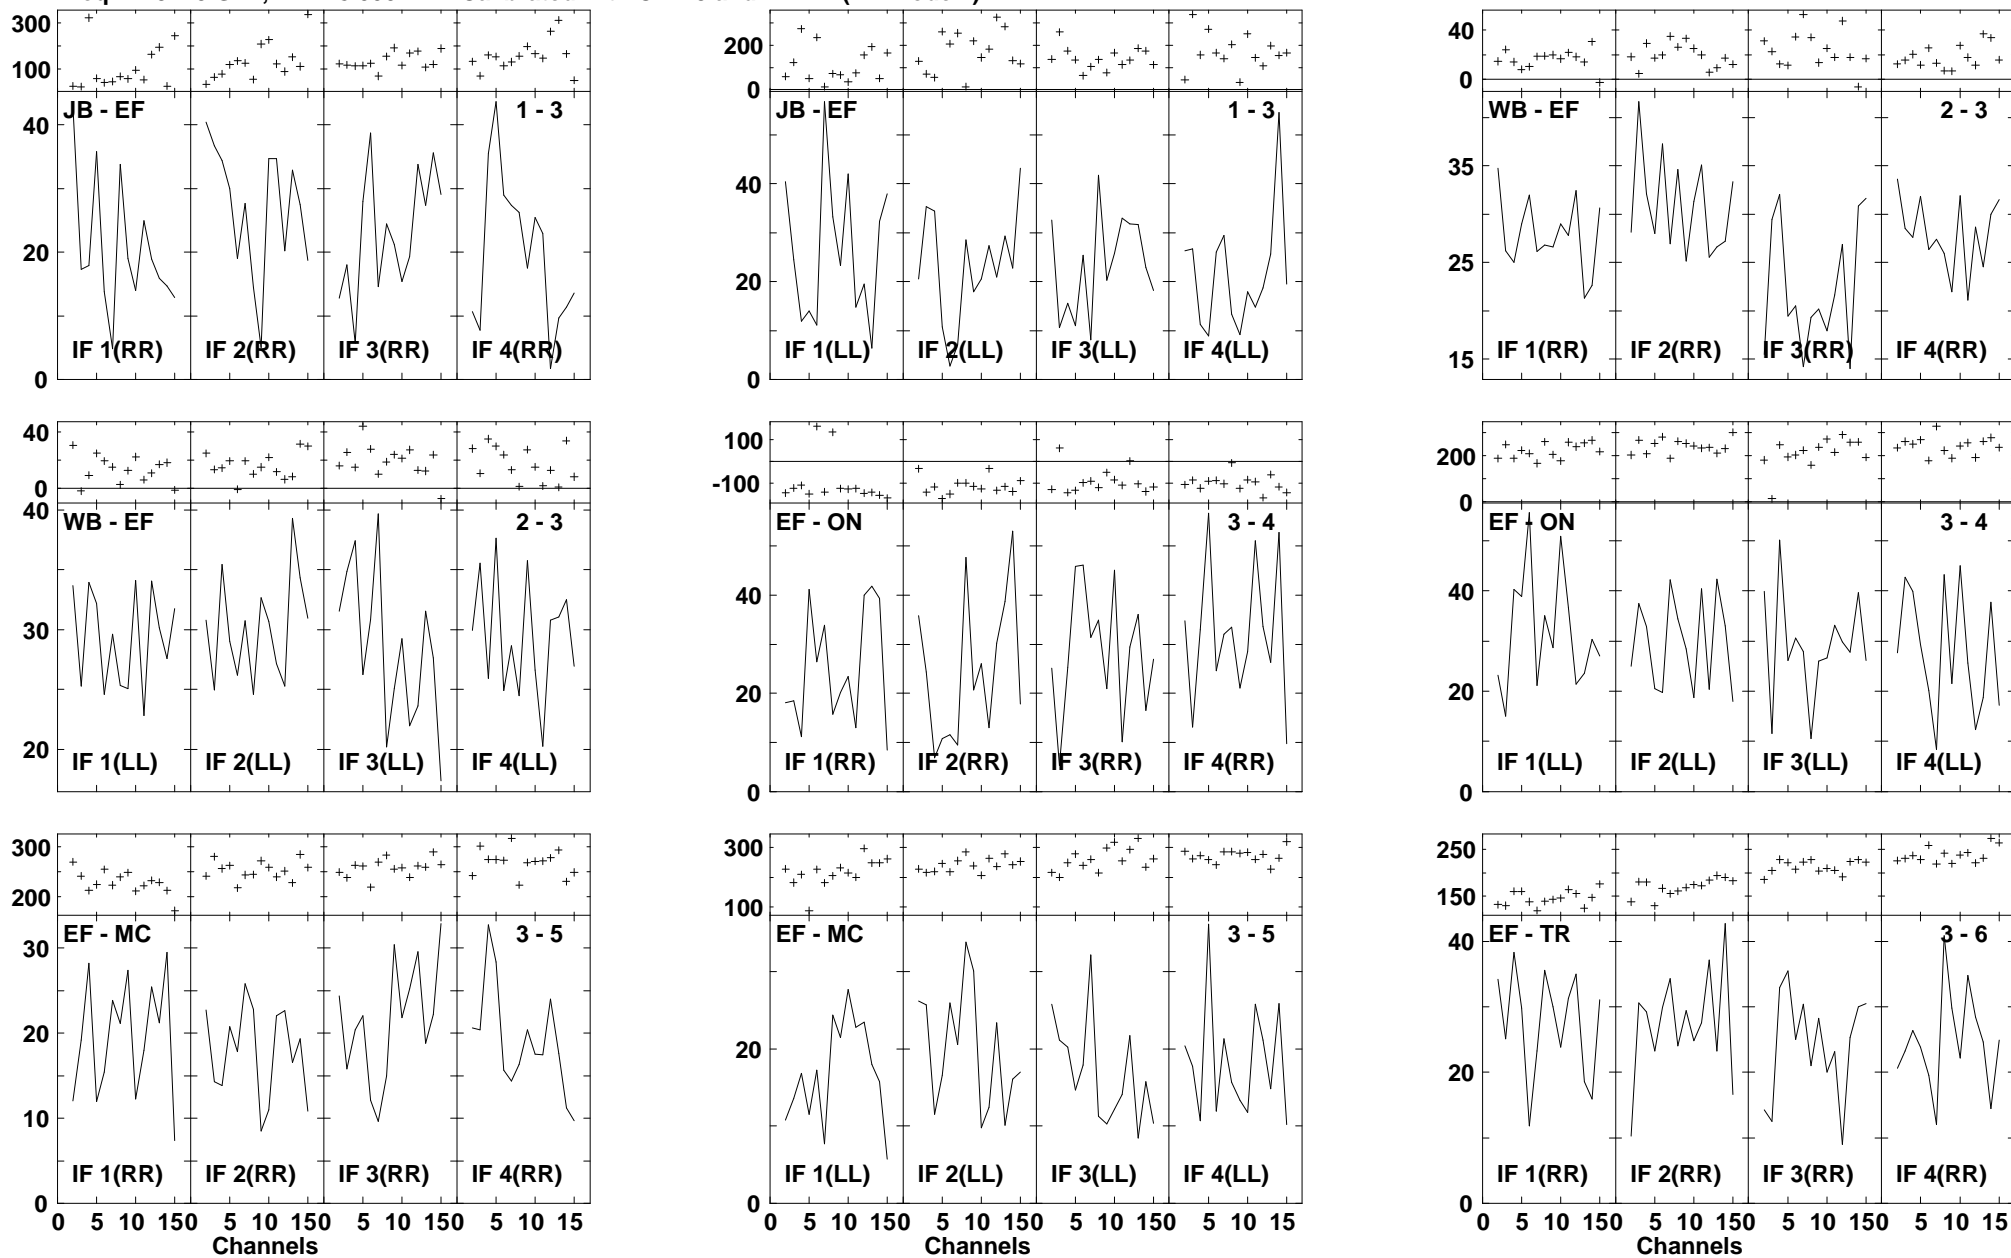 300
100
JB - EF 1 - 3
40
20
0
IF 1(RR) IF 2(RR) IF 3(RR) IF 4(RR)
200
0
JB - EF 1 - 3
40
20
0
IF 1(LL) IF 2(LL) IF 3(LL) IF 4(LL)
40
0
WB - EF 2 - 3
35
25
15
IF 1(RR) IF 2(RR) IF 3(RR) IF 4(RR)
40
0
WB - EF 2 - 3
40
30
20
IF 1(LL) IF 2(LL) IF 3(LL) IF 4(LL)
100
-100
EF - ON 3 - 4
40
20
0
IF 1(RR) IF 2(RR) IF 3(RR) IF 4(RR)
200
0
EF - ON 3 - 4
40
20
0
IF 1(LL) IF 2(LL) IF 3(LL) IF 4(LL)
300
200
EF - MC 3 - 5
30
20
10
0
IF 1(RR) IF 2(RR) IF 3(RR) IF 4(RR)
0 5 10 150 5 10 150 5 10 150 5 10 15
Channels
300
100
EF - MC 3 - 5
20
0
IF 1(LL) IF 2(LL) IF 3(LL) IF 4(LL)
0 5 10 150 5 10 150 5 10 150 5 10 15
Channels
250
150
EF - TR 3 - 6
40
20
0
IF 1(RR) IF 2(RR) IF 3(RR) IF 4(RR)
0 5 10 150 5 10 150 5 10 150 5 10 15
Channels